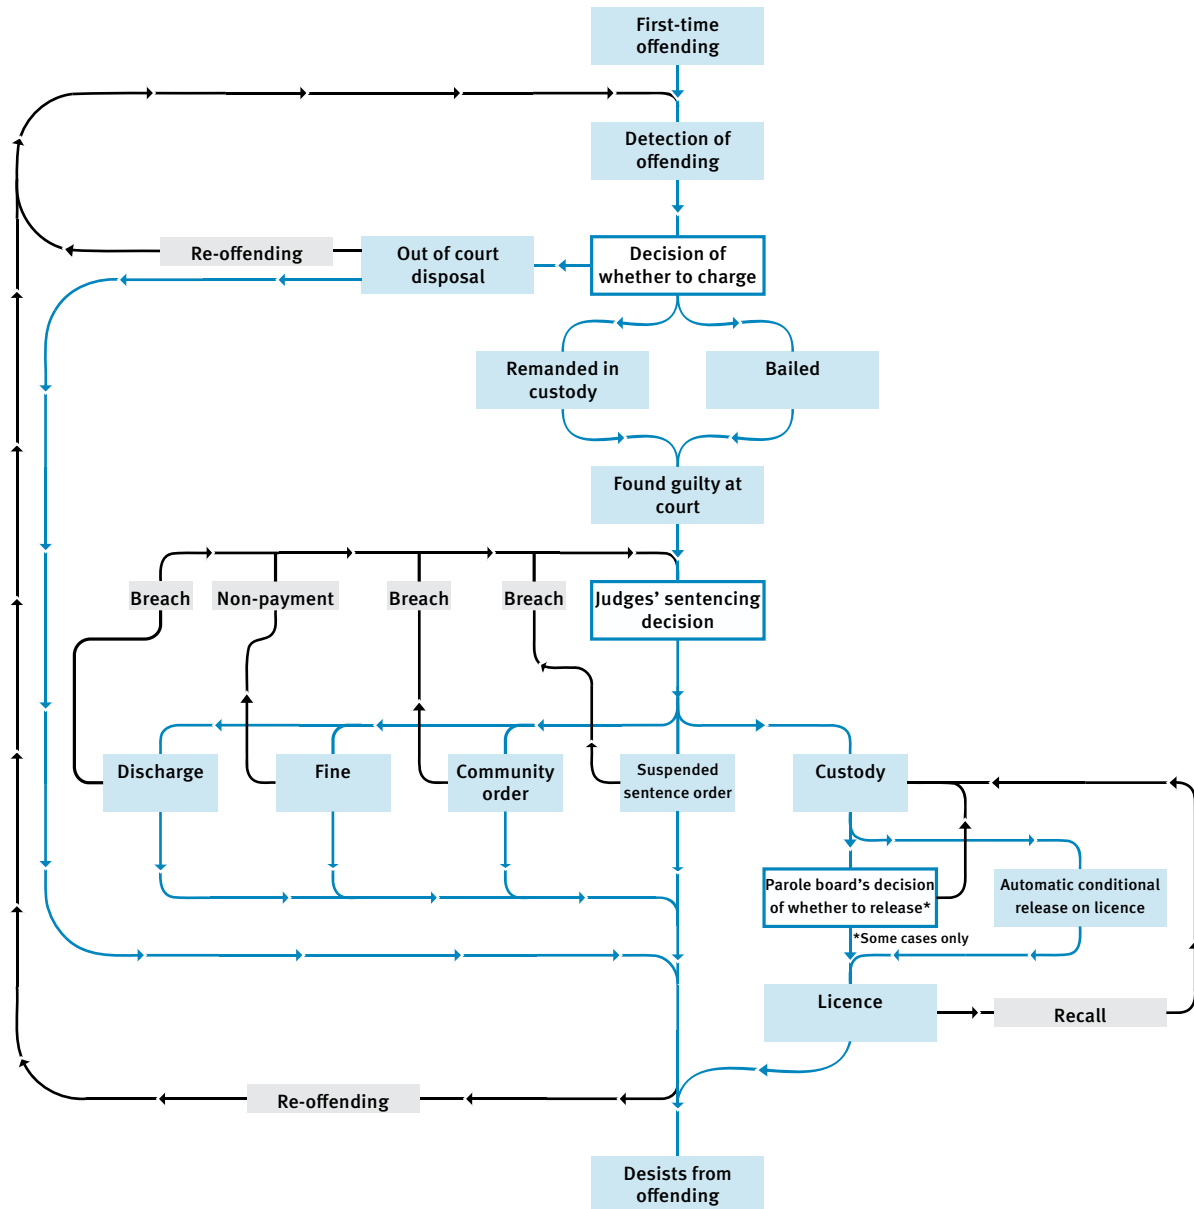 First-time
offending
Detection of
offending
Re-offending
Out of court
disposal
Decision of
whether to charge
Remanded in
custody
Bailed
Found guilty at
court
Breach
Non-payment
Breach
Breach
Judges' sentencing
decision
Discharge
Fine
Community
order
Suspended
sentence order
Custody
Parole board's decision
of whether to release*
*Some cases only
Automatic conditional
release on licence
Licence
Recall
Re-offending
Desists from
offending